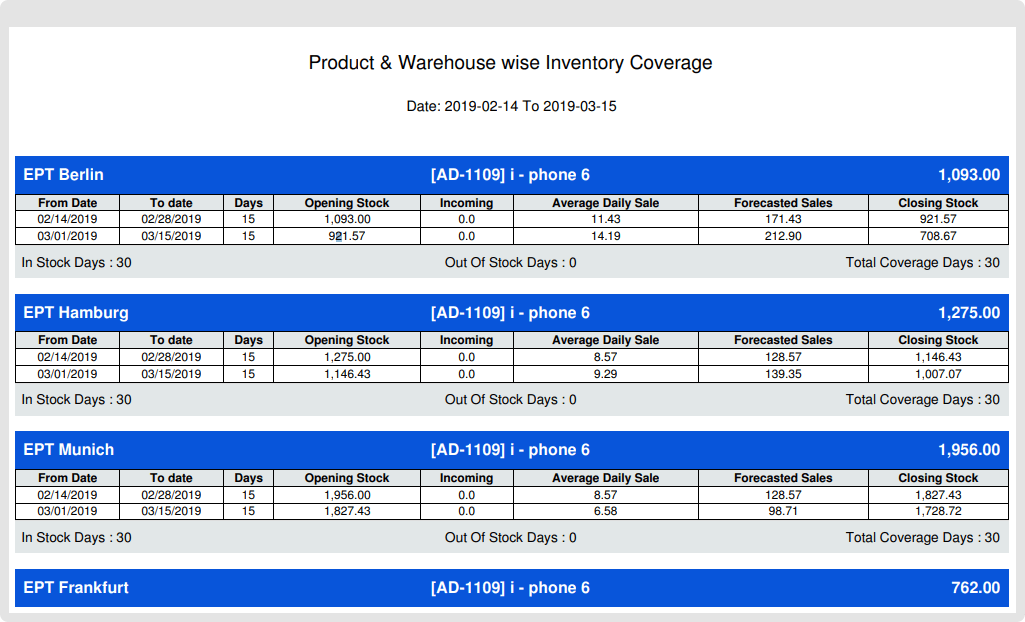 Product & Warehouse wise Inventory Coverage
Date: 2019-02-14 To 2019-03-15
EPT Berlin [AD-1109] i - phone 6 1,093.00
From Date To date Days Opening Stock Incoming Average Daily Sale Forecasted Sales Closing Stock
02/14/2019 02/28/2019 15 1,093.00 0.0 11.43 171.43 921.57
03/01/2019 03/15/2019 15 921.57 0.0 14.19 212.90 708.67
In Stock Days : 30 Out Of Stock Days : 0 Total Coverage Days : 30
EPT Hamburg [AD-1109] i - phone 6 1,275.00
From Date To date Days Opening Stock Incoming Average Daily Sale Forecasted Sales Closing Stock
02/14/2019 02/28/2019 15 1,275.00 0.0 8.57 128.57 1,146.43
03/01/2019 03/15/2019 15 1,146.43 0.0 9.29 139.35 1,007.07
In Stock Days : 30 Out Of Stock Days : 0 Total Coverage Days : 30
EPT Munich [AD-1109] i - phone 6 1,956.00
From Date To date Days Opening Stock Incoming Average Daily Sale Forecasted Sales Closing Stock
02/14/2019 02/28/2019 15 1,956.00 0.0 8.57 128.57 1,827.43
03/01/2019 03/15/2019 15 1,827.43 0.0 6.58 98.71 1,728.72
In Stock Days : 30 Out Of Stock Days : 0 Total Coverage Days : 30
EPT Frankfurt [AD-1109] i - phone 6 762.00